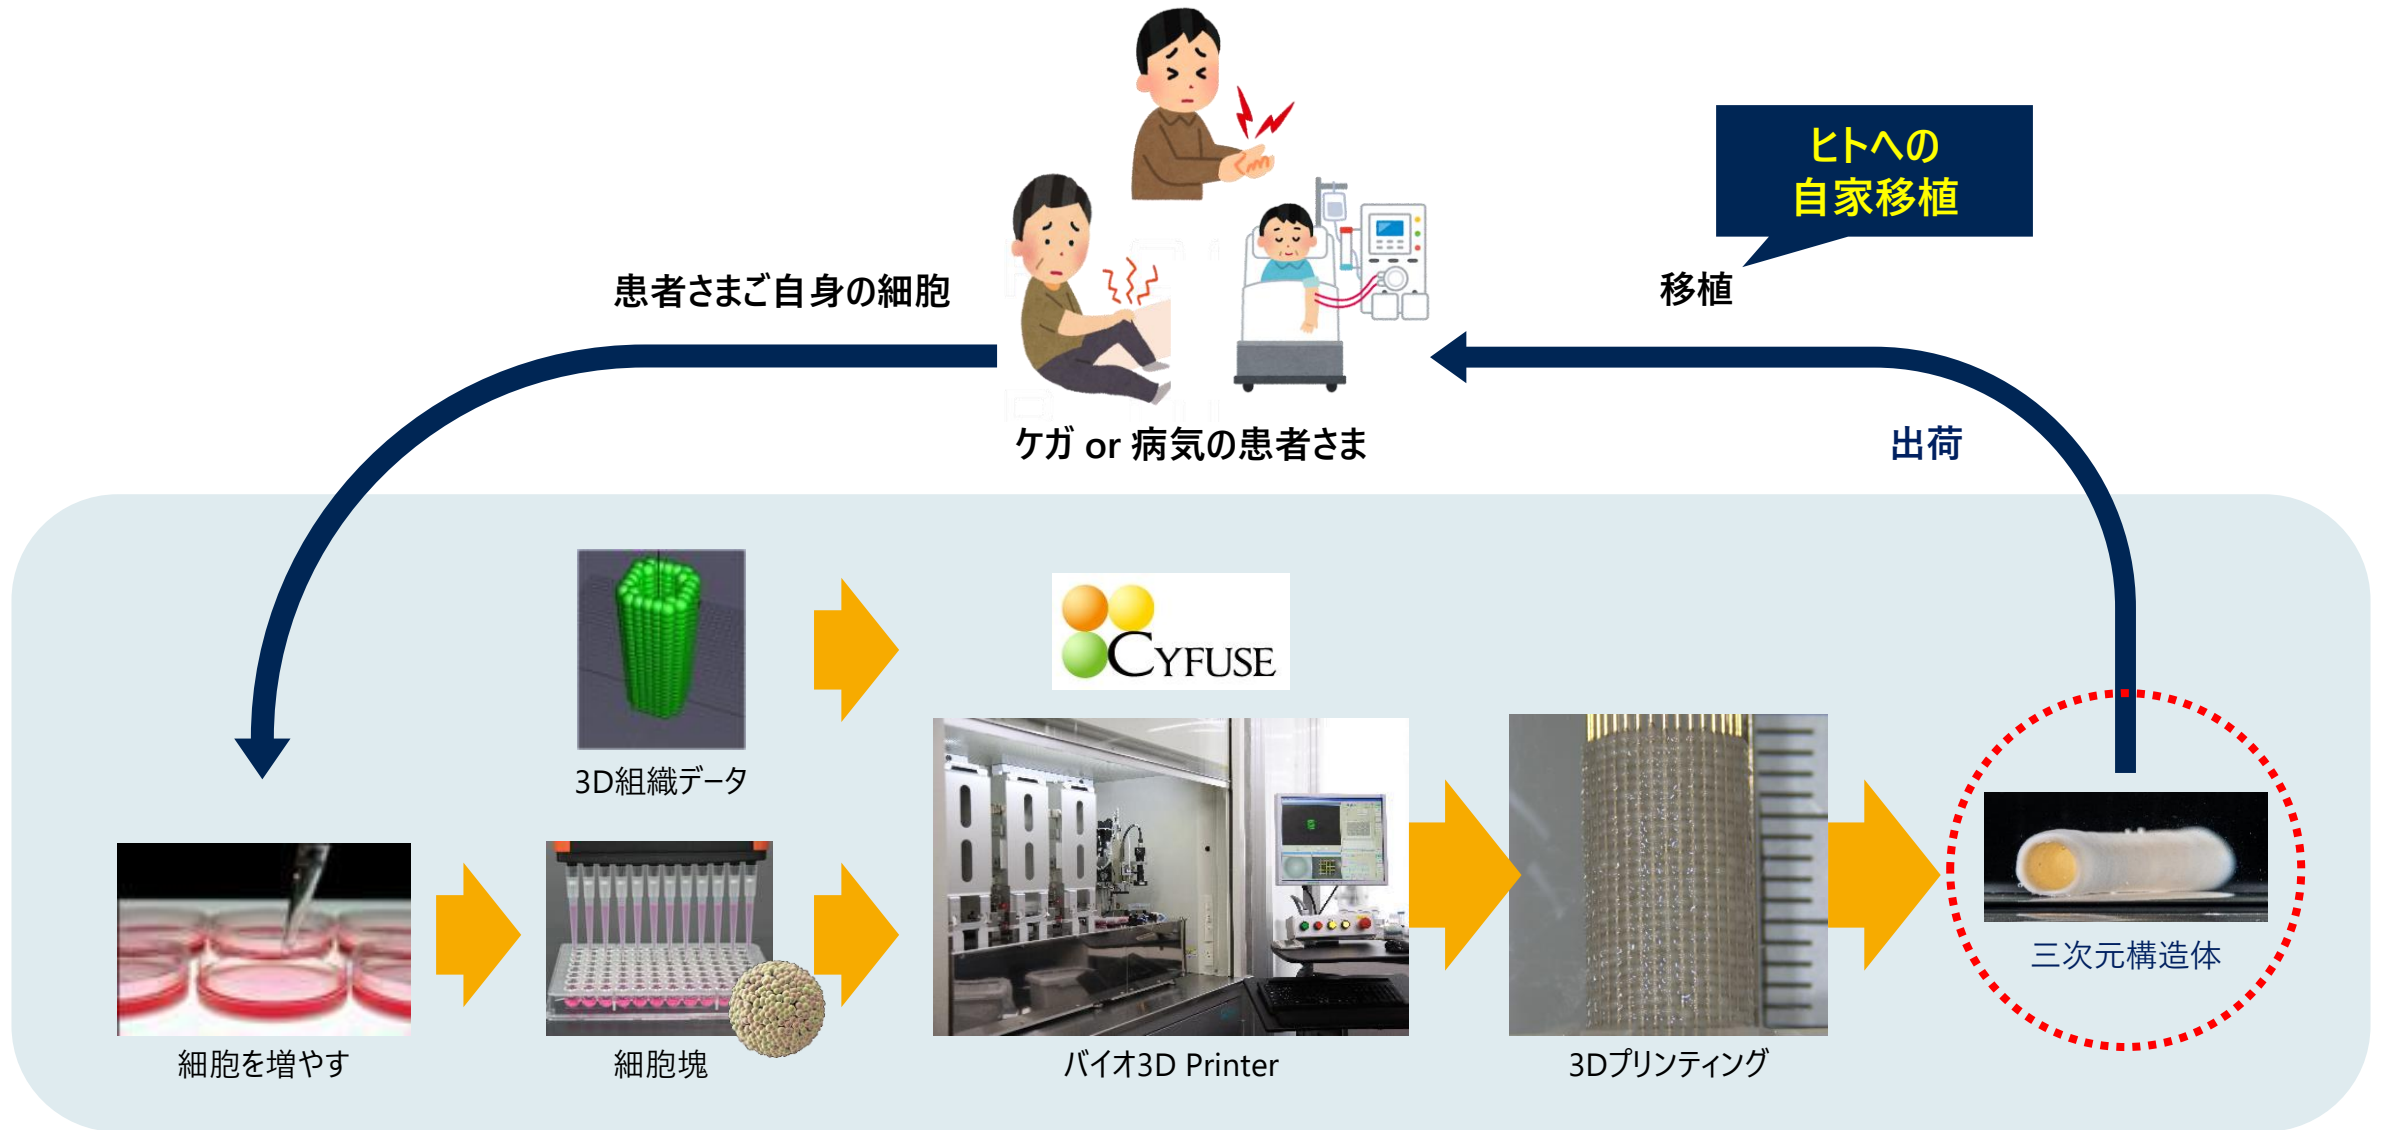 ヒトへの
自家移植
患者さまご自身の細胞
移植
ケガ or 病気の患者さま
出荷
CYFUSE
3D組織データ
三次元構造体
細胞を増やす
細胞塊
バイオ3D Printer
3Dプリンティング